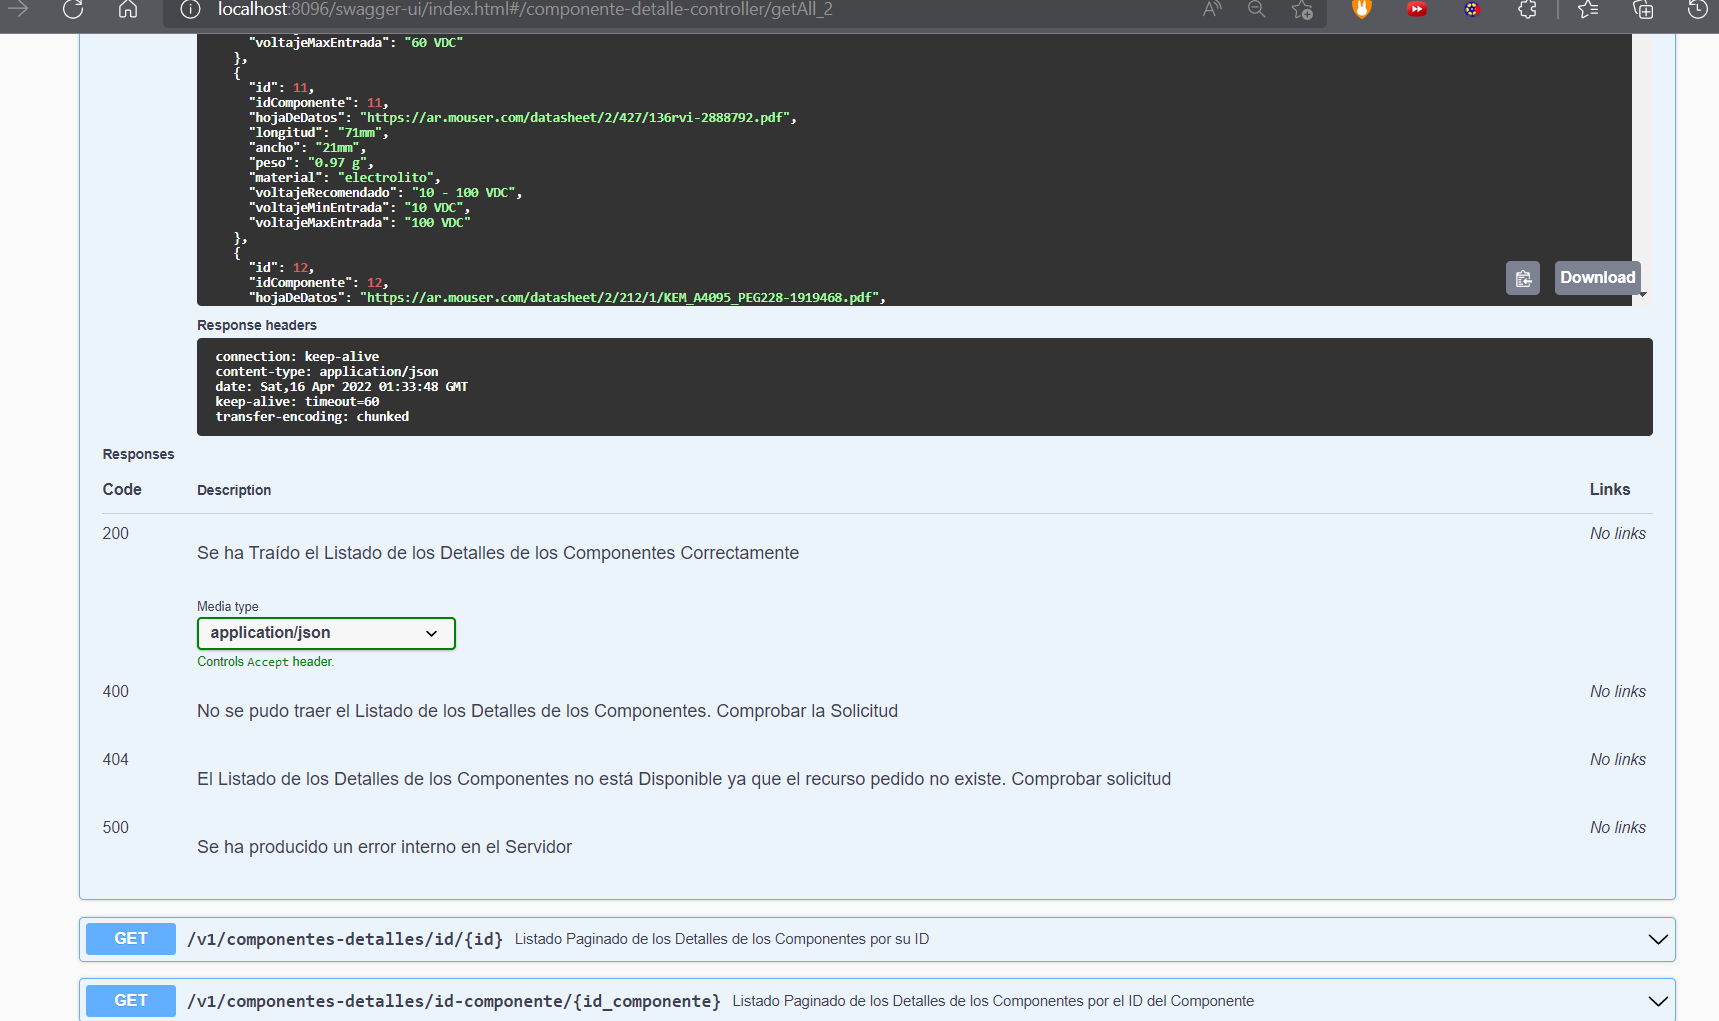 localhost:8096/swagger-ui/index.html#/componente-detalle-controller/getAll_2
"voltajeMaxEntrada": "60 VDC"
},
{
"id": 11,
"idComponente": 11,
"hojaDeDatos": "https://ar.mouser.com/datasheet/2/427/136rvi-2888792.pdf",
"longitud": "71mm",
"ancho": "21mm",
"peso": "0.97 g",
"material": "electrolito",
"voltajeRecomendado": "10 - 100 VDC",
"voltajeMinEntrada": "10 VDC",
"voltajeMaxEntrada": "100 VDC"
},
{
"id": 12,
"idComponente": 12,
"hojaDeDatos": "https://ar.mouser.com/datasheet/2/212/1/KEM_A4095_PEG228-1919468.pdf",
Download
Response headers
connection: keep-alive
content-type: application/json
date: Sat,16 Apr 2022 01:33:48 GMT
keep-alive: timeout=60
transfer-encoding: chunked
Responses
Code Description Links
200 No links
Se ha Traído el Listado de los Detalles de los Componentes Correctamente
Media type
application/json
Controls Accept header.
400 No links
No se pudo traer el Listado de los Detalles de los Componentes. Comprobar la Solicitud
404 No links
El Listado de los Detalles de los Componentes no está Disponible ya que el recurso pedido no existe. Comprobar solicitud
500 No links
Se ha producido un error interno en el Servidor
GET /v1/componentes-detalles/id/{id} Listado Paginado de los Detalles de los Componentes por su ID
GET /v1/componentes-detalles/id-componente/{id_componente} Listado Paginado de los Detalles de los Componentes por el ID del Componente